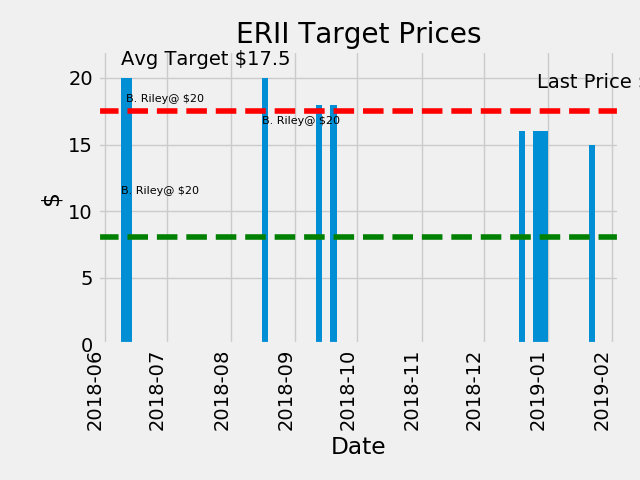 ERII Target Prices
Avg Target $17.5
Last Price
B. Riley@ $20
B. Riley@ $20
B. Riley@ $20
$
20
15
10
5
0
2018-06
2018-07
2018-08
2018-09
2018-10
2018-11
2018-12
2019-01
2019-02
Date